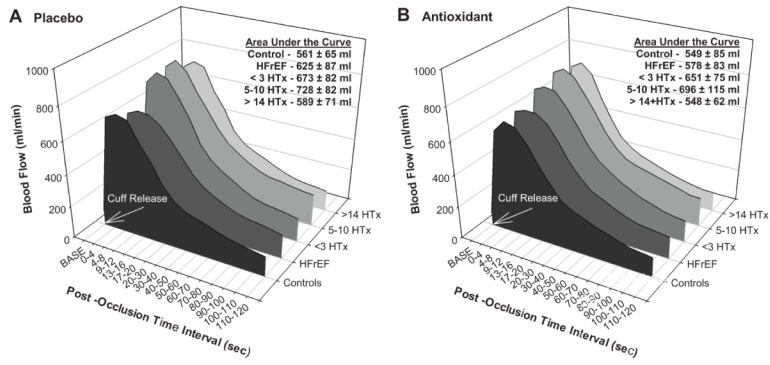 A Placebo
Area Under the Curve
Control - 561 ± 65 ml
HFrEF - 625 ± 87 ml
< 3 HTx - 673 ± 82 ml
5-10 HTx - 728 ± 82 ml
> 14 HTx - 589 ± 71 ml
1000
800
600
400
200
0
Blood Flow (ml/min)
Cuff Release
BASE
0-4
4-8
9-12
13-16
17-20
20-30
30-40
40-50
50-60
60-70
70-80
80-90
90-100
100-110
110-120
Post -Occlusion Time Interval (sec)
>14 HTx
5-10 HTx
<3 HTx
HFrEF
Controls
B Antioxidant
Area Under the Curve
Control - 549 ± 85 ml
HFrEF - 578 ± 83 ml
< 3 HTx - 651 ± 75 ml
5-10 HTx - 696 ± 115 ml
> 14+HTx - 548 ± 62 ml
1000
800
600
400
200
0
Blood Flow (ml/min)
Cuff Release
BASE
0-4
4-8
9-12
13-16
17-20
20-30
30-40
40-50
50-60
60-70
70-80
80-90
90-100
100-110
110-120
Post -Occlusion Time Interval (sec)
>14 HTx
5-10 HTx
<3 HTx
HFrEF
Controls